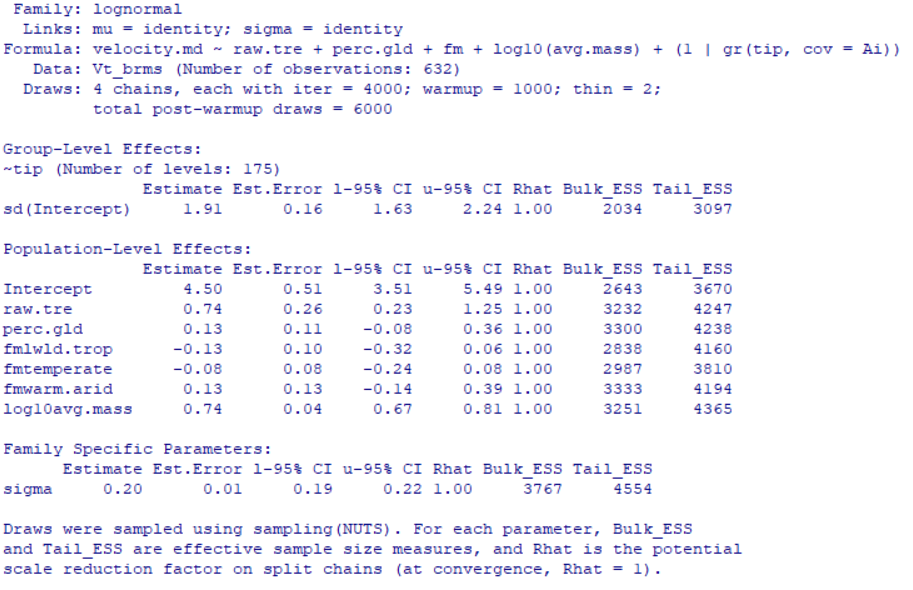 Family: lognormal
Links: mu = identity; sigma = identity
Formula: velocity.md ~ raw.tre + perc.gld + fm + log10(avg.mass) + (1 | gr(tip, cov = Ai))
Data: Vt_brms (Number of observations: 632)
Draws: 4 chains, each with iter = 4000; warmup = 1000; thin = 2;
total post-warmup draws = 6000
Group-Level Effects:
~tip (Number of levels: 175)
Estimate Est.Error l-95% CI u-95% CI Rhat Bulk_ESS Tail_ESS
sd(Intercept) 1.91 0.16 1.63 2.24 1.00 2034 3097
Population-Level Effects:
Estimate Est.Error l-95% CI u-95% CI Rhat Bulk_ESS Tail_ESS
Intercept 4.50 0.51 3.51 5.49 1.00 2643 3670
raw.tre 0.74 0.26 0.23 1.25 1.00 3232 4247
perc.gld 0.13 0.11 -0.08 0.36 1.00 3300 4238
fmlwld.trop -0.13 0.10 -0.32 0.06 1.00 2838 4160
fmtemperate -0.08 0.08 -0.24 0.08 1.00 2987 3810
fmwarm.arid 0.13 0.13 -0.14 0.39 1.00 3333 4194
log10avg.mass 0.74 0.04 0.67 0.81 1.00 3251 4365
Family Specific Parameters:
Estimate Est.Error l-95% CI u-95% CI Rhat Bulk_ESS Tail_ESS
sigma 0.20 0.01 0.19 0.22 1.00 3767 4554
Draws were sampled using sampling(NUTS). For each parameter, Bulk_ESS
and Tail_ESS are effective sample size measures, and Rhat is the potential
scale reduction factor on split chains (at convergence, Rhat = 1).